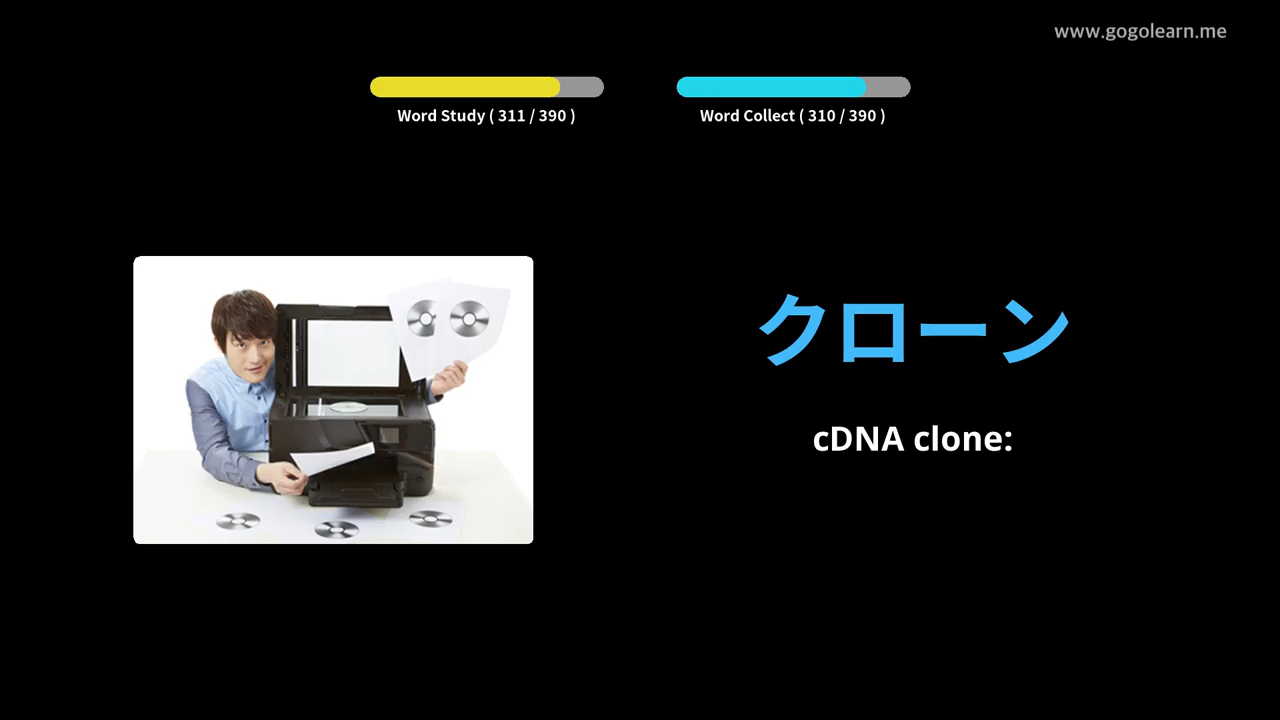 www.gogolearn.me
Word Study ( 311 / 390 )
Word Collect ( 310 / 390 )
クローン
cDNA clone: